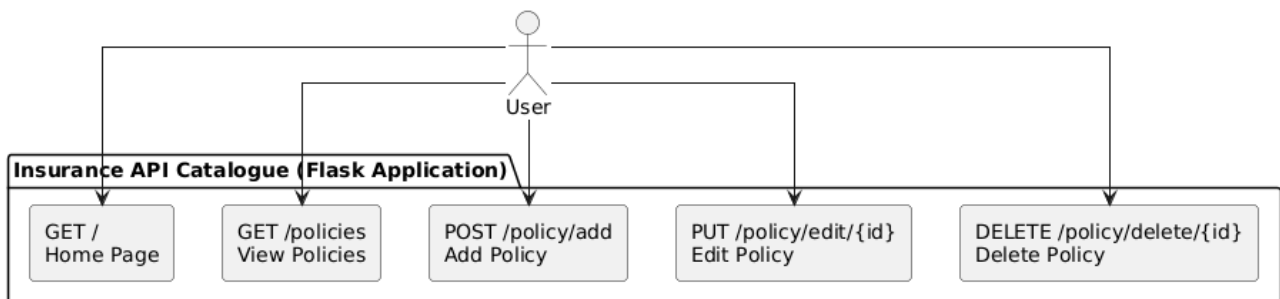 User
Insurance API Catalogue (Flask Application)
GET /
Home Page
GET /policies
View Policies
POST /policy/add
Add Policy
PUT /policy/edit/{id}
Edit Policy
DELETE /policy/delete/{id}
Delete Policy